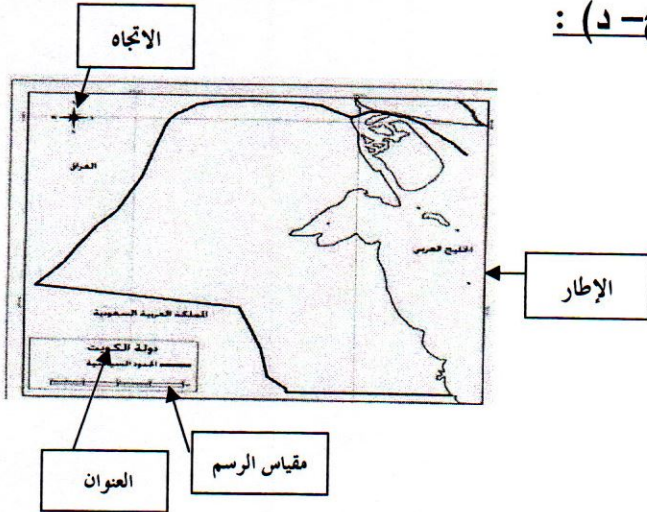 – د) :
الاتجاه
العراق
الخليج العربي
الإطار
المملكة العربية السعودية
دولة الكويت
الحدود السياسية
مقياس الرسم
العنوان